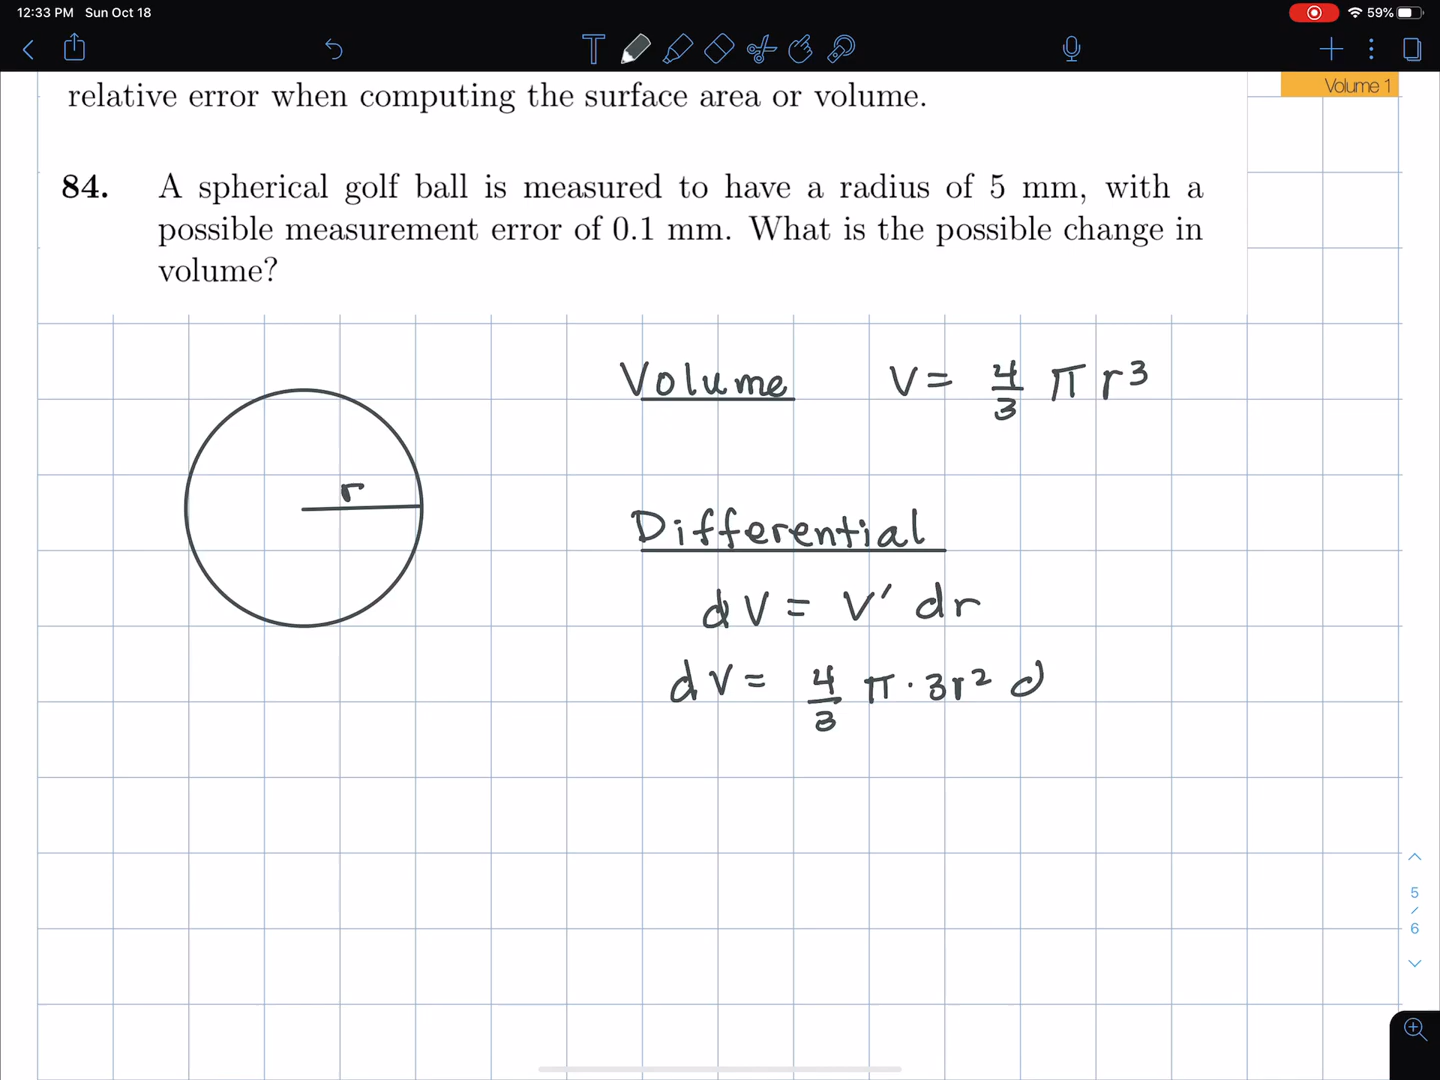 12:33 PM Sun Oct 18
59%
Volume 1
relative error when computing the surface area or volume.
84. A spherical golf ball is measured to have a radius of 5 mm, with a
possible measurement error of 0.1 mm. What is the possible change in
volume?
Volume V = 4/3 π r³
r
Differential
dV = V' dr
dV = 4/3 π · 3r² d
5
/
6